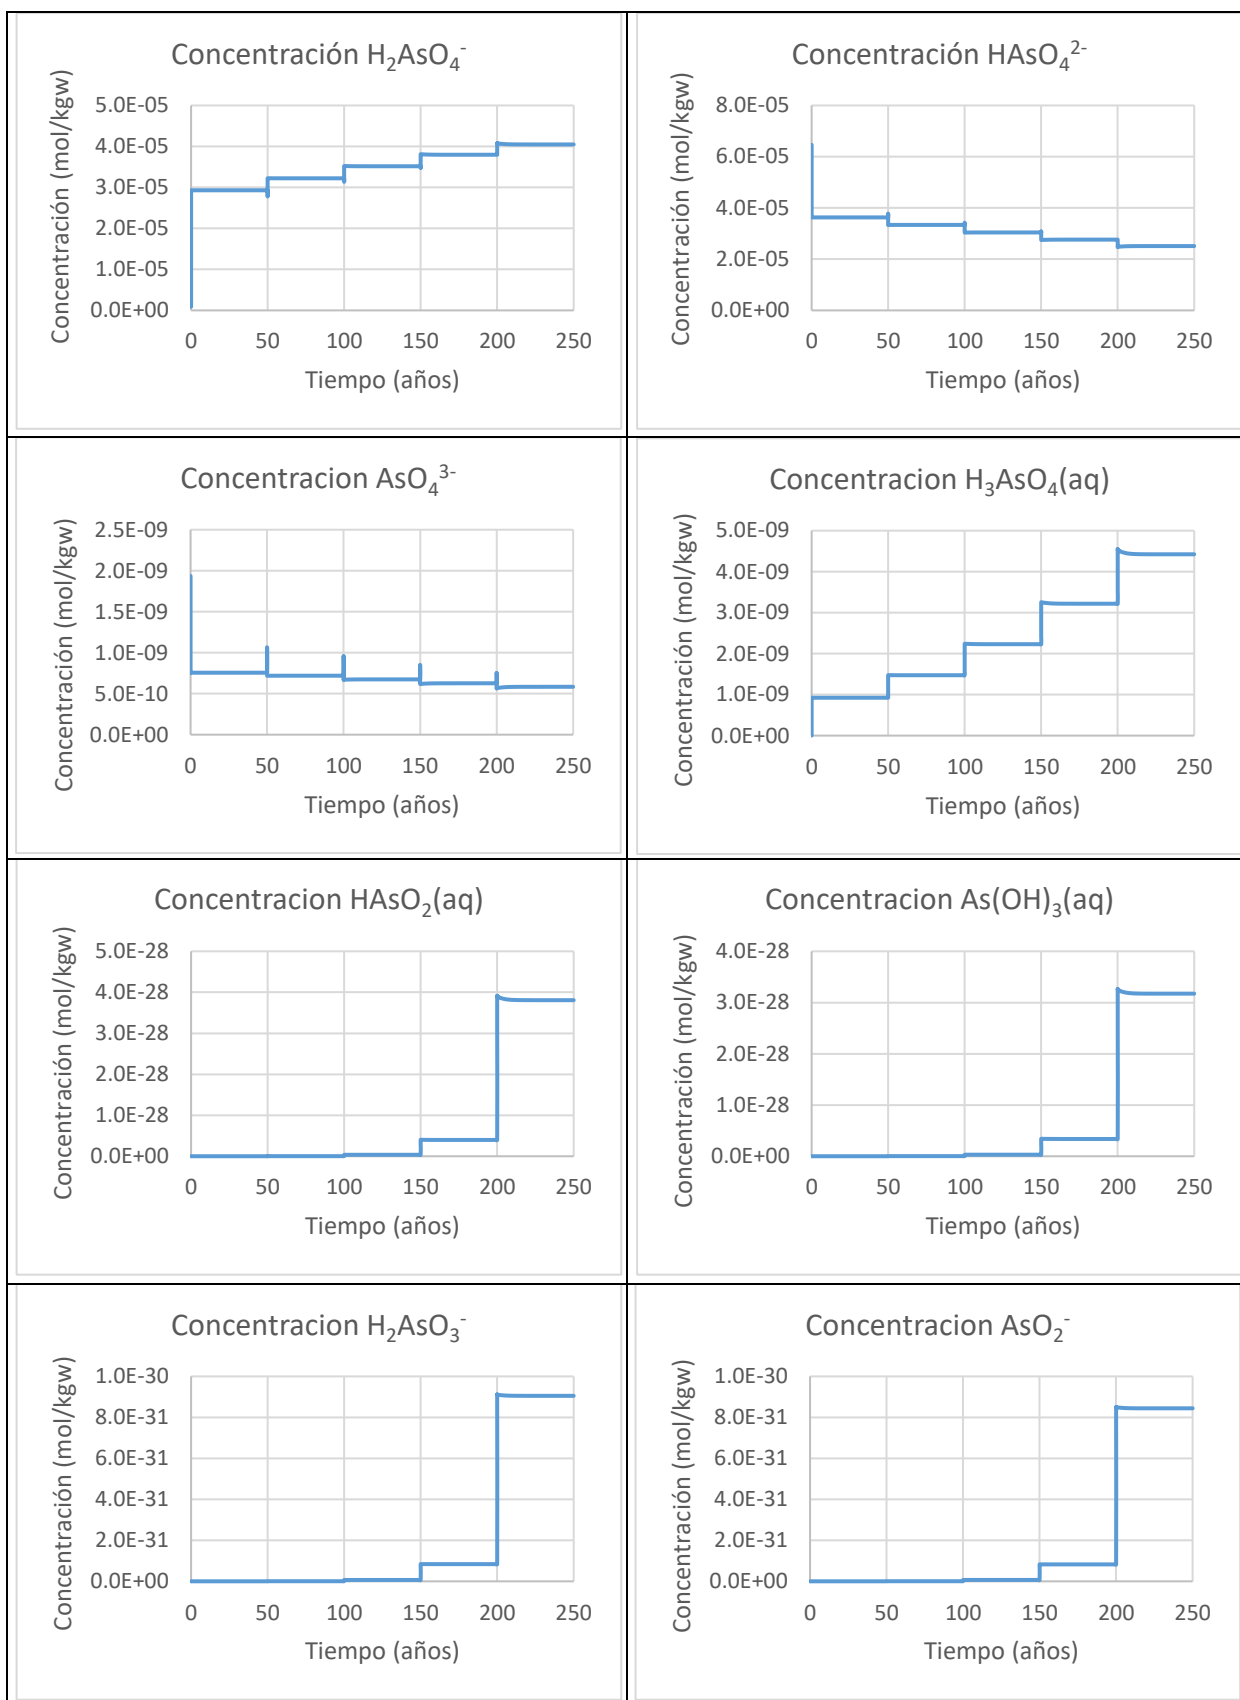 Concentración H₂AsO₄⁻
Concentración (mol/kgw)
5.0E-05
4.0E-05
3.0E-05
2.0E-05
1.0E-05
0.0E+00
0 50 100 150 200 250
Tiempo (años)
Concentración HAsO₄²⁻
Concentración (mol/kgw)
8.0E-05
6.0E-05
4.0E-05
2.0E-05
0.0E+00
0 50 100 150 200 250
Tiempo (años)
Concentracion AsO₄³⁻
Concentración (mol/kgw)
2.5E-09
2.0E-09
1.5E-09
1.0E-09
5.0E-10
0.0E+00
0 50 100 150 200 250
Tiempo (años)
Concentracion H₃AsO₄(aq)
Concentración (mol/kgw)
5.0E-09
4.0E-09
3.0E-09
2.0E-09
1.0E-09
0.0E+00
0 50 100 150 200 250
Tiempo (años)
Concentracion HAsO₂(aq)
Concentración (mol/kgw)
5.0E-28
4.0E-28
3.0E-28
2.0E-28
1.0E-28
0.0E+00
0 50 100 150 200 250
Tiempo (años)
Concentracion As(OH)₃(aq)
Concentración (mol/kgw)
4.0E-28
3.0E-28
2.0E-28
1.0E-28
0.0E+00
0 50 100 150 200 250
Tiempo (años)
Concentracion H₂AsO₃⁻
Concentración (mol/kgw)
1.0E-30
8.0E-31
6.0E-31
4.0E-31
2.0E-31
0.0E+00
0 50 100 150 200 250
Tiempo (años)
Concentracion AsO₂⁻
Concentración (mol/kgw)
1.0E-30
8.0E-31
6.0E-31
4.0E-31
2.0E-31
0.0E+00
0 50 100 150 200 250
Tiempo (años)